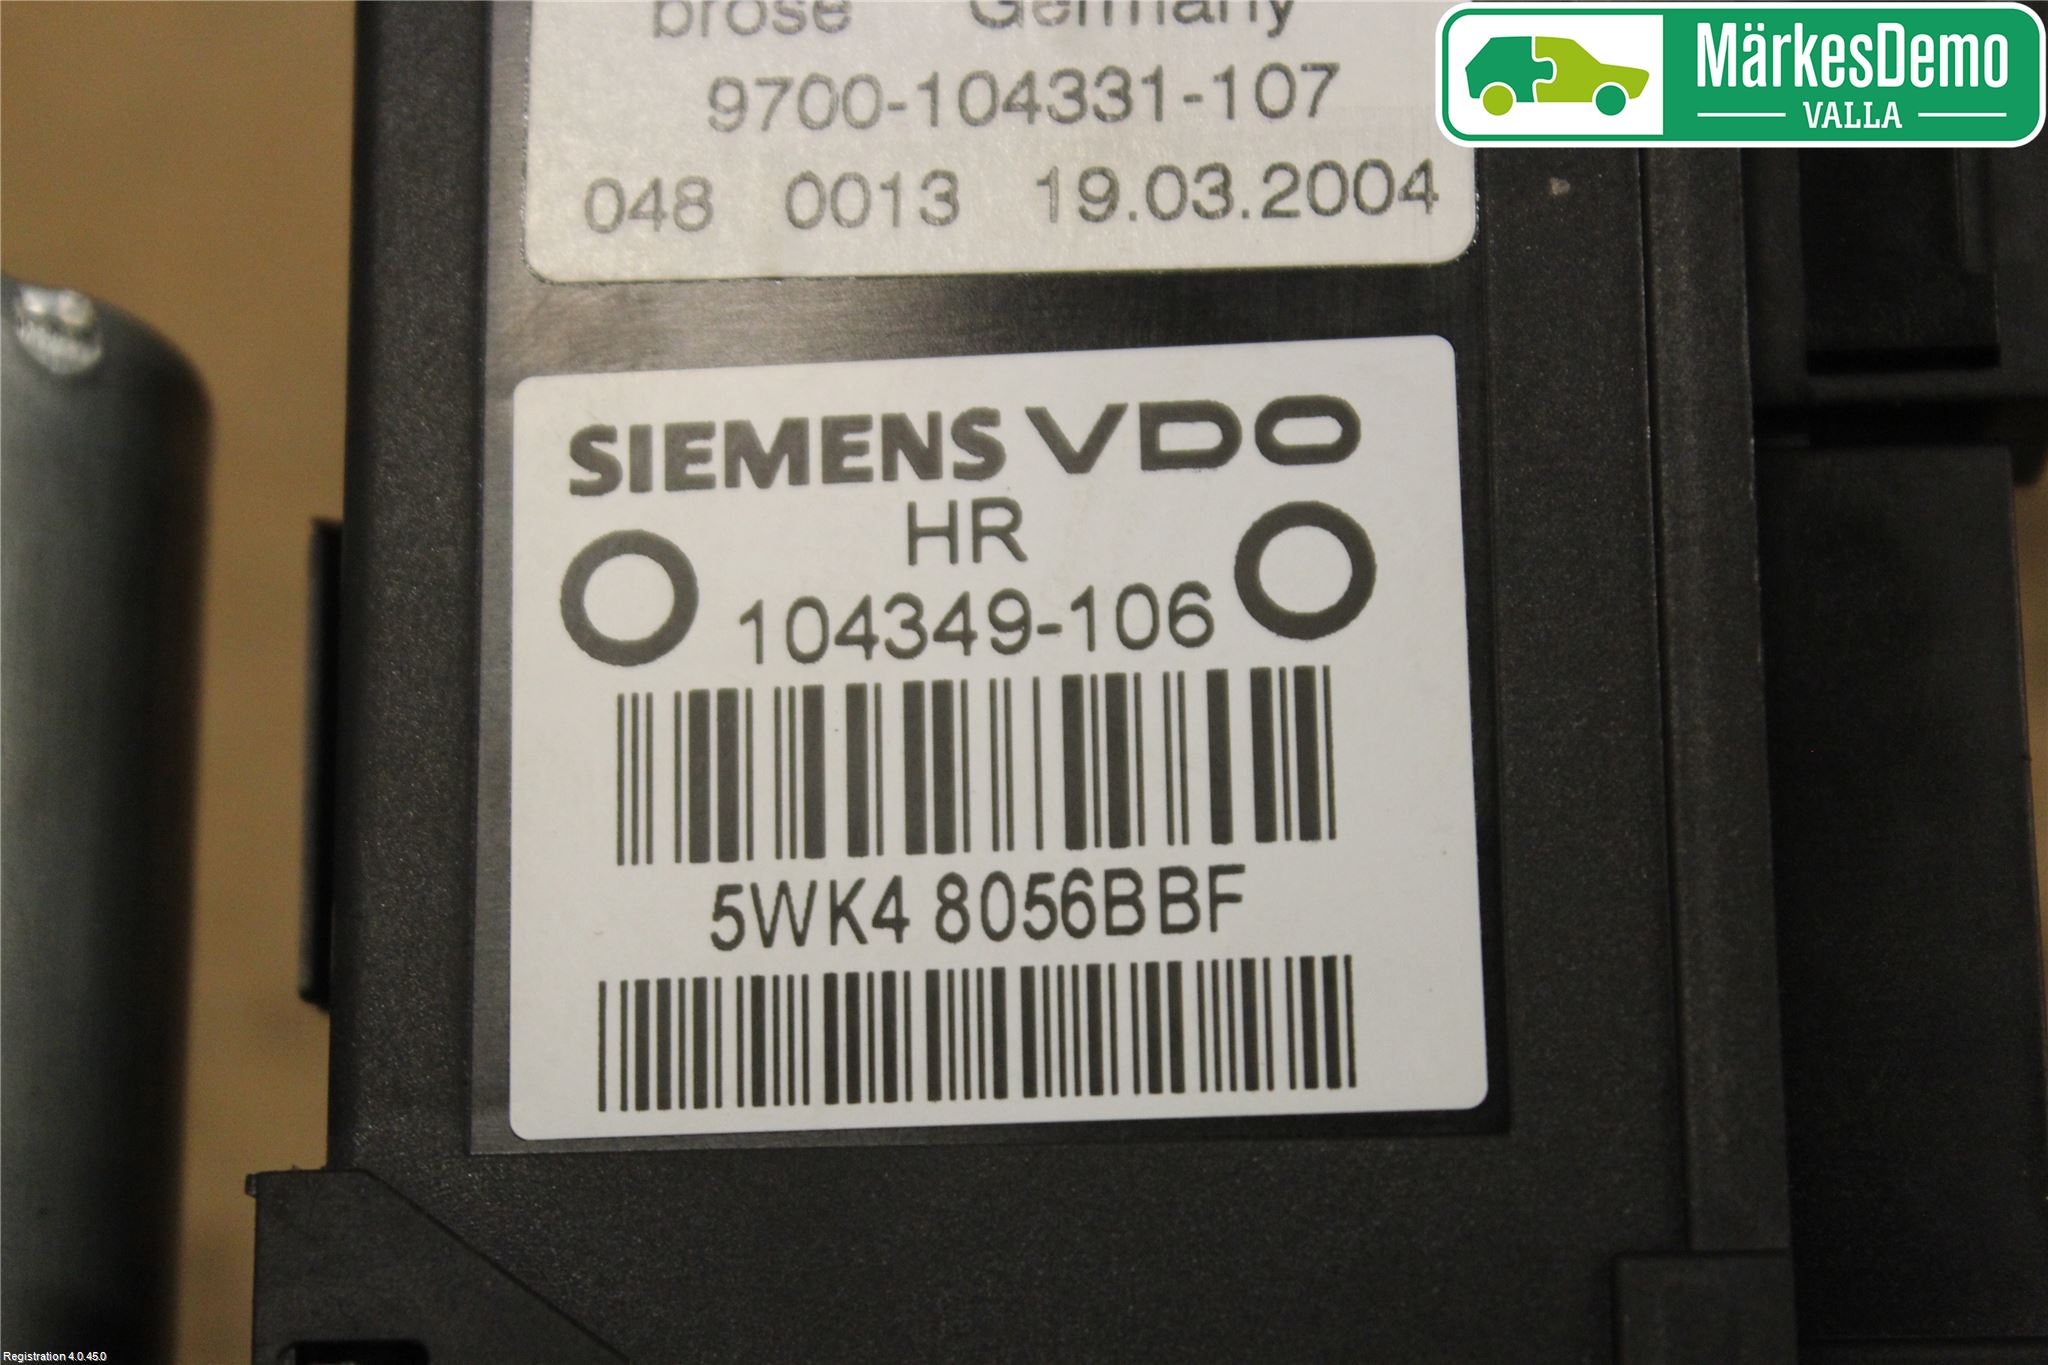 brose Germany
9700-104331-107
048 0013 19.03.2004
SIEMENS VDO
HR
104349-106
5WK4 8056BBF
MärkesDemo
VALLA
Registration 4.0.45.0